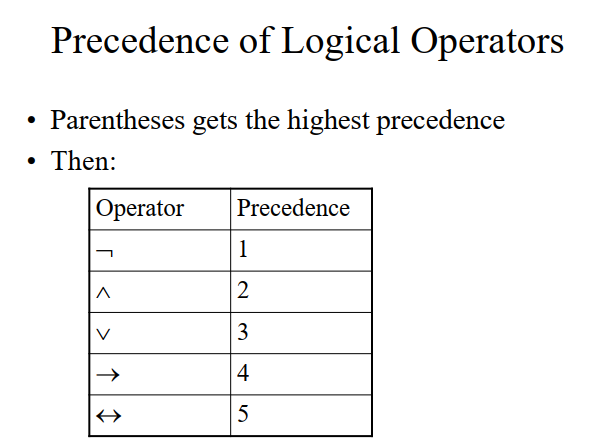 Precedence of Logical Operators
• Parentheses gets the highest precedence
• Then:
Operator Precedence
¬ 1
∧ 2
∨ 3
→ 4
↔ 5